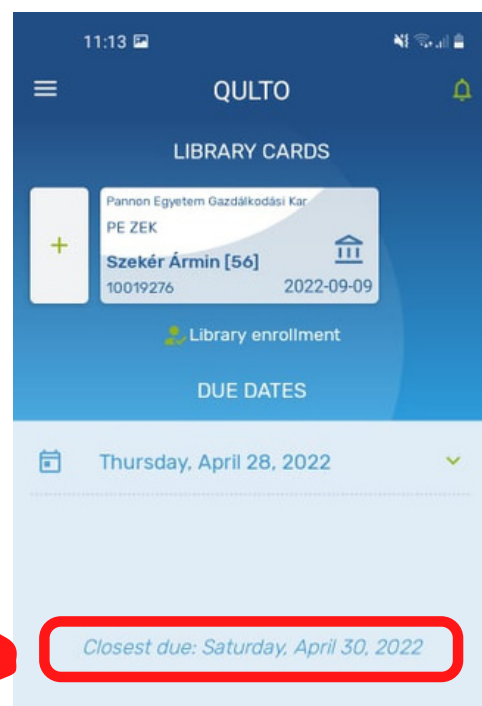 11:13
QULTO
LIBRARY CARDS
Pannon Egyetem Gazdálkodási Kar
PE ZEK
+
Szekér Ármin [56]
10019276 2022-09-09
Library enrollment
DUE DATES
Thursday, April 28, 2022
Closest due: Saturday, April 30, 2022